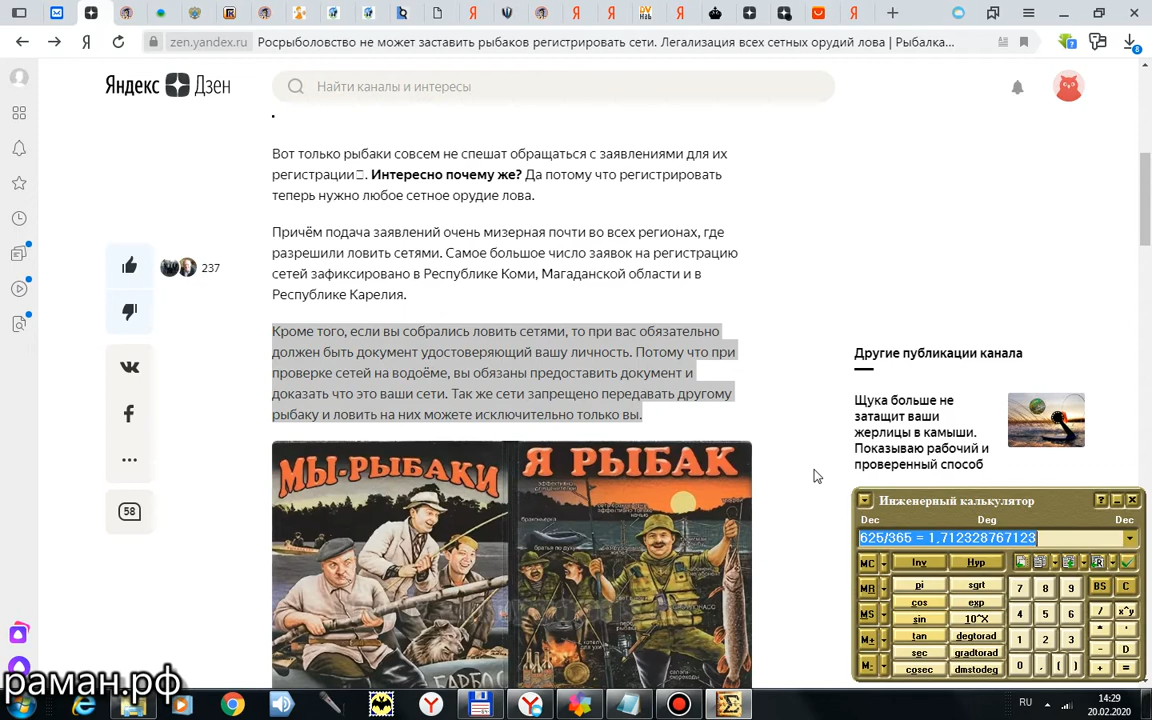 zen.yandex.ru
Росрыболовство не может заставить рыбаков регистрировать сети. Легализация всех сетных орудий лова | Рыбалка...
Яндекс Дзен
Найти каналы и интересы
Вот только рыбаки совсем не спешат обращаться с заявлениями для их
регистрации. Интересно почему же? Да потому что регистрировать
теперь нужно любое сетное орудие лова.
Причём подача заявлений очень мизерная почти во всех регионах, где
разрешили ловить сетями. Самое большое число заявок на регистрацию
сетей зафиксировано в Республике Коми, Магаданской области и в
Республике Карелия.
237
Кроме того, если вы собрались ловить сетями, то при вас обязательно
должен быть документ удостоверяющий вашу личность. Потому что при
проверке сетей на водоёме, вы обязаны предоставить документ и
доказать что это ваши сети. Так же сети запрещено передавать другому
рыбаку и ловить на них можете исключительно только вы.
58
МЫ-РЫБАКИ
Я РЫБАК
БАРБОС
Другие публикации канала
Щука больше не
затащит ваши
жерлицы в камыши.
Показываю рабочий и
проверенный способ
Инженерный калькулятор
Dec Deg Dec
625/365 = 1,712328767123
MC Inv Hyp
MR pi sqrt 7 8 9 BS C
MS cos exp 4 5 6 / x^y
sin 10^X
M+ tan degtorad 1 2 3 - D
sec gradtorad
M- cosec dmstodeg 0 , ( ) + =
раман.рф
RU
14:29
20.02.2020